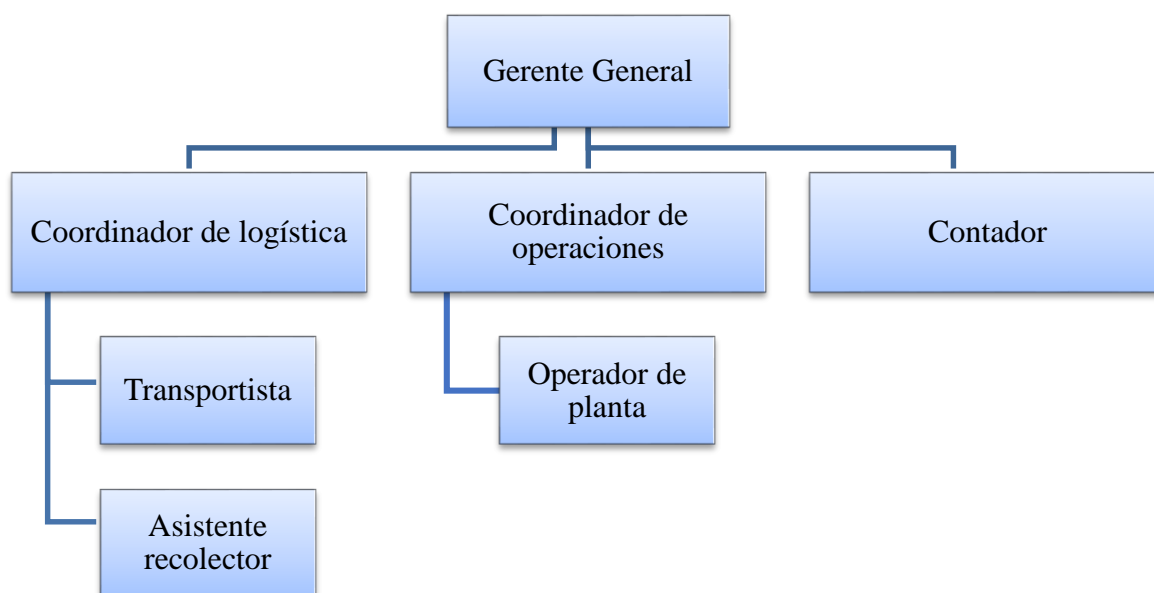 Gerente General
Coordinador de logística
Coordinador de
operaciones
Contador
Transportista
Operador de
planta
Asistente
recolector